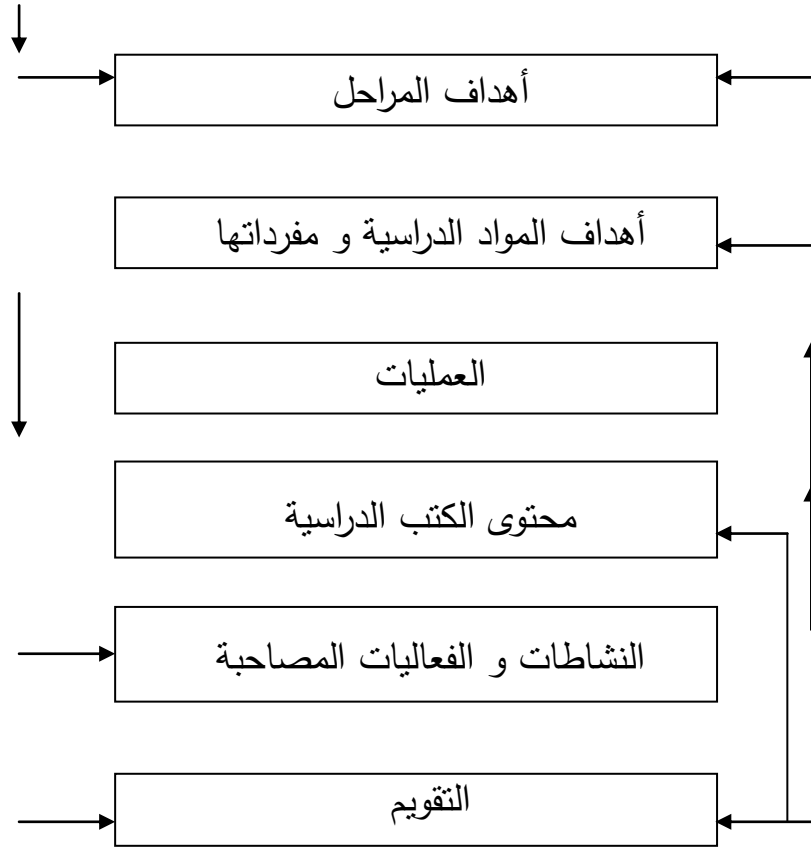 أهداف المراحل
أهداف المواد الدراسية و مفرداتها
العمليات
محتوى الكتب الدراسية
النشاطات و الفعاليات المصاحبة
التقويم